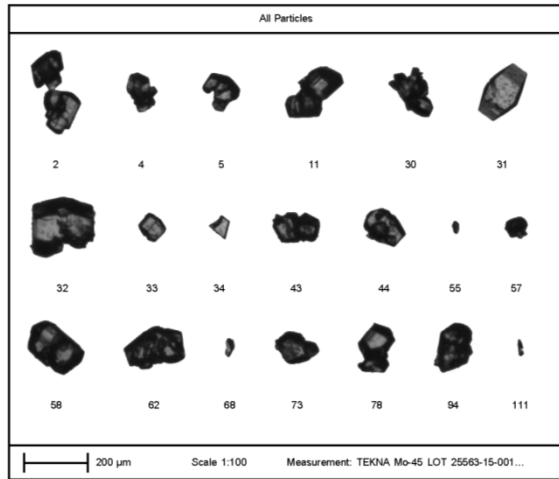 All Particles
2 4 5 11 30 31
32 33 34 43 44 55 57
58 62 68 73 78 94 111
200 µm Scale 1:100 Measurement: TEKNA Mo-45 LOT 25563-15-001...